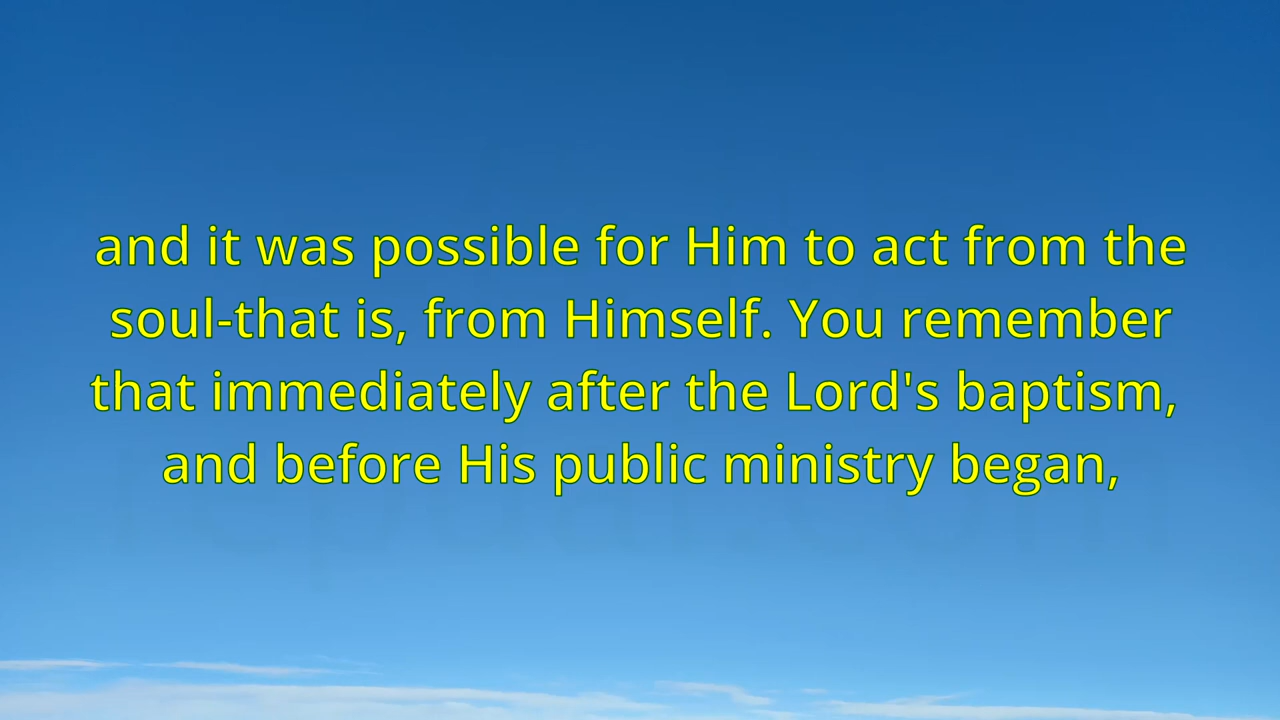 and it was possible for Him to act from the
soul-that is, from Himself. You remember
that immediately after the Lord's baptism,
and before His public ministry began,